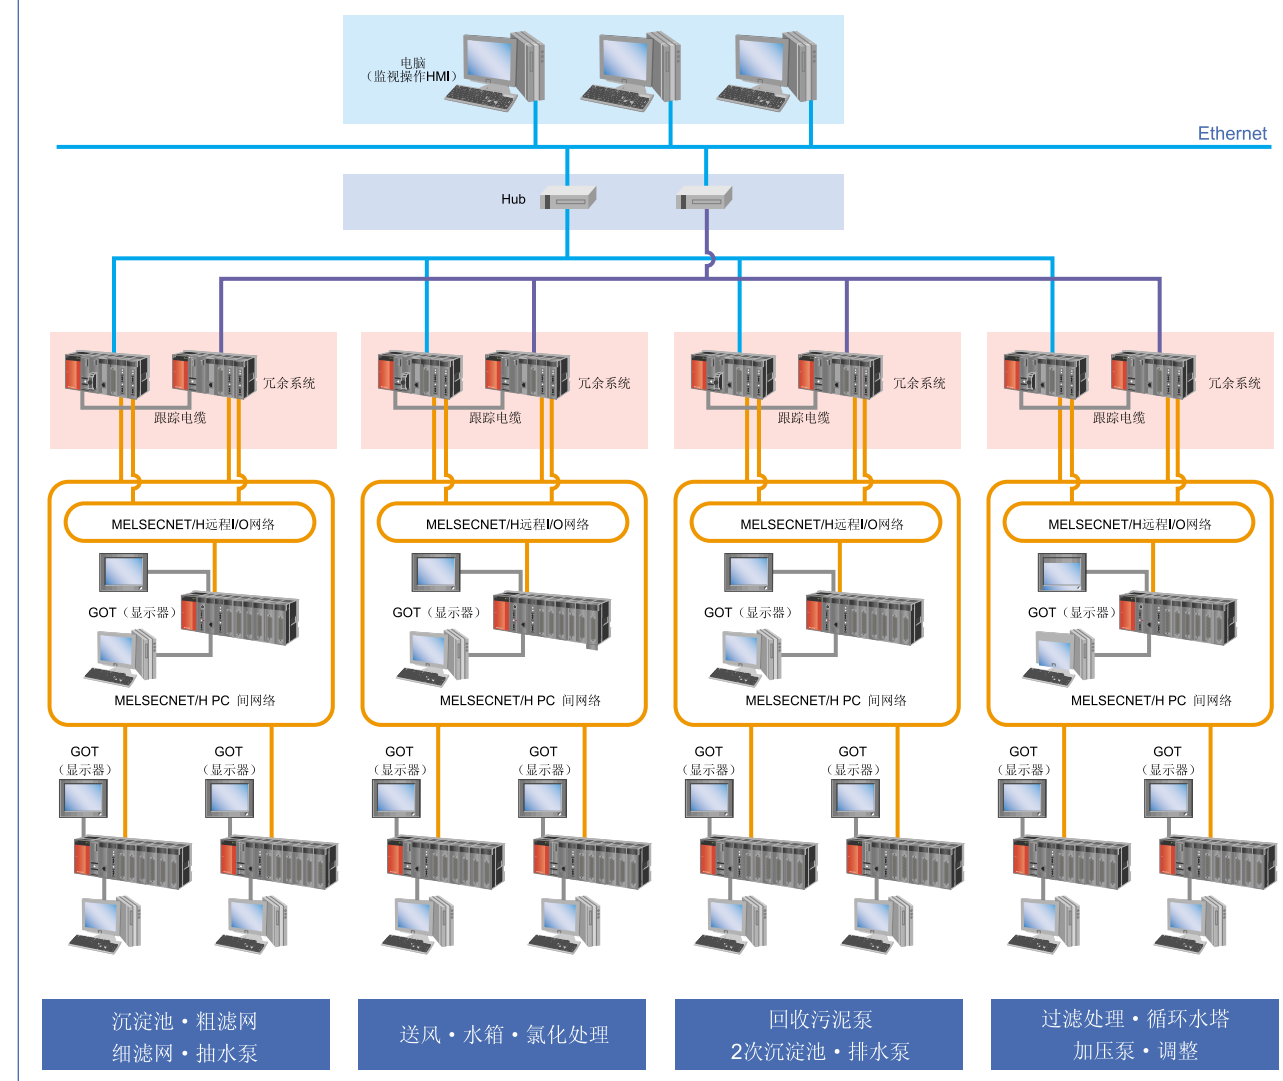 电脑
（监视操作HMI）
Ethernet
Hub
冗余系统
跟踪电缆
冗余系统
跟踪电缆
冗余系统
跟踪电缆
冗余系统
跟踪电缆
MELSECNET/H远程I/O网络
MELSECNET/H远程I/O网络
MELSECNET/H远程I/O网络
MELSECNET/H远程I/O网络
GOT（显示器）
GOT（显示器）
GOT（显示器）
GOT（显示器）
MELSECNET/H PC 间网络
MELSECNET/H PC 间网络
MELSECNET/H PC 间网络
MELSECNET/H PC 间网络
GOT
（显示器）
GOT
（显示器）
GOT
（显示器）
GOT
（显示器）
GOT
（显示器）
GOT
（显示器）
GOT
（显示器）
GOT
（显示器）
沉淀池・粗滤网
细滤网・抽水泵
送风・水箱・氯化处理
回收污泥泵
2次沉淀池・排水泵
过滤处理・循环水塔
加压泵・调整